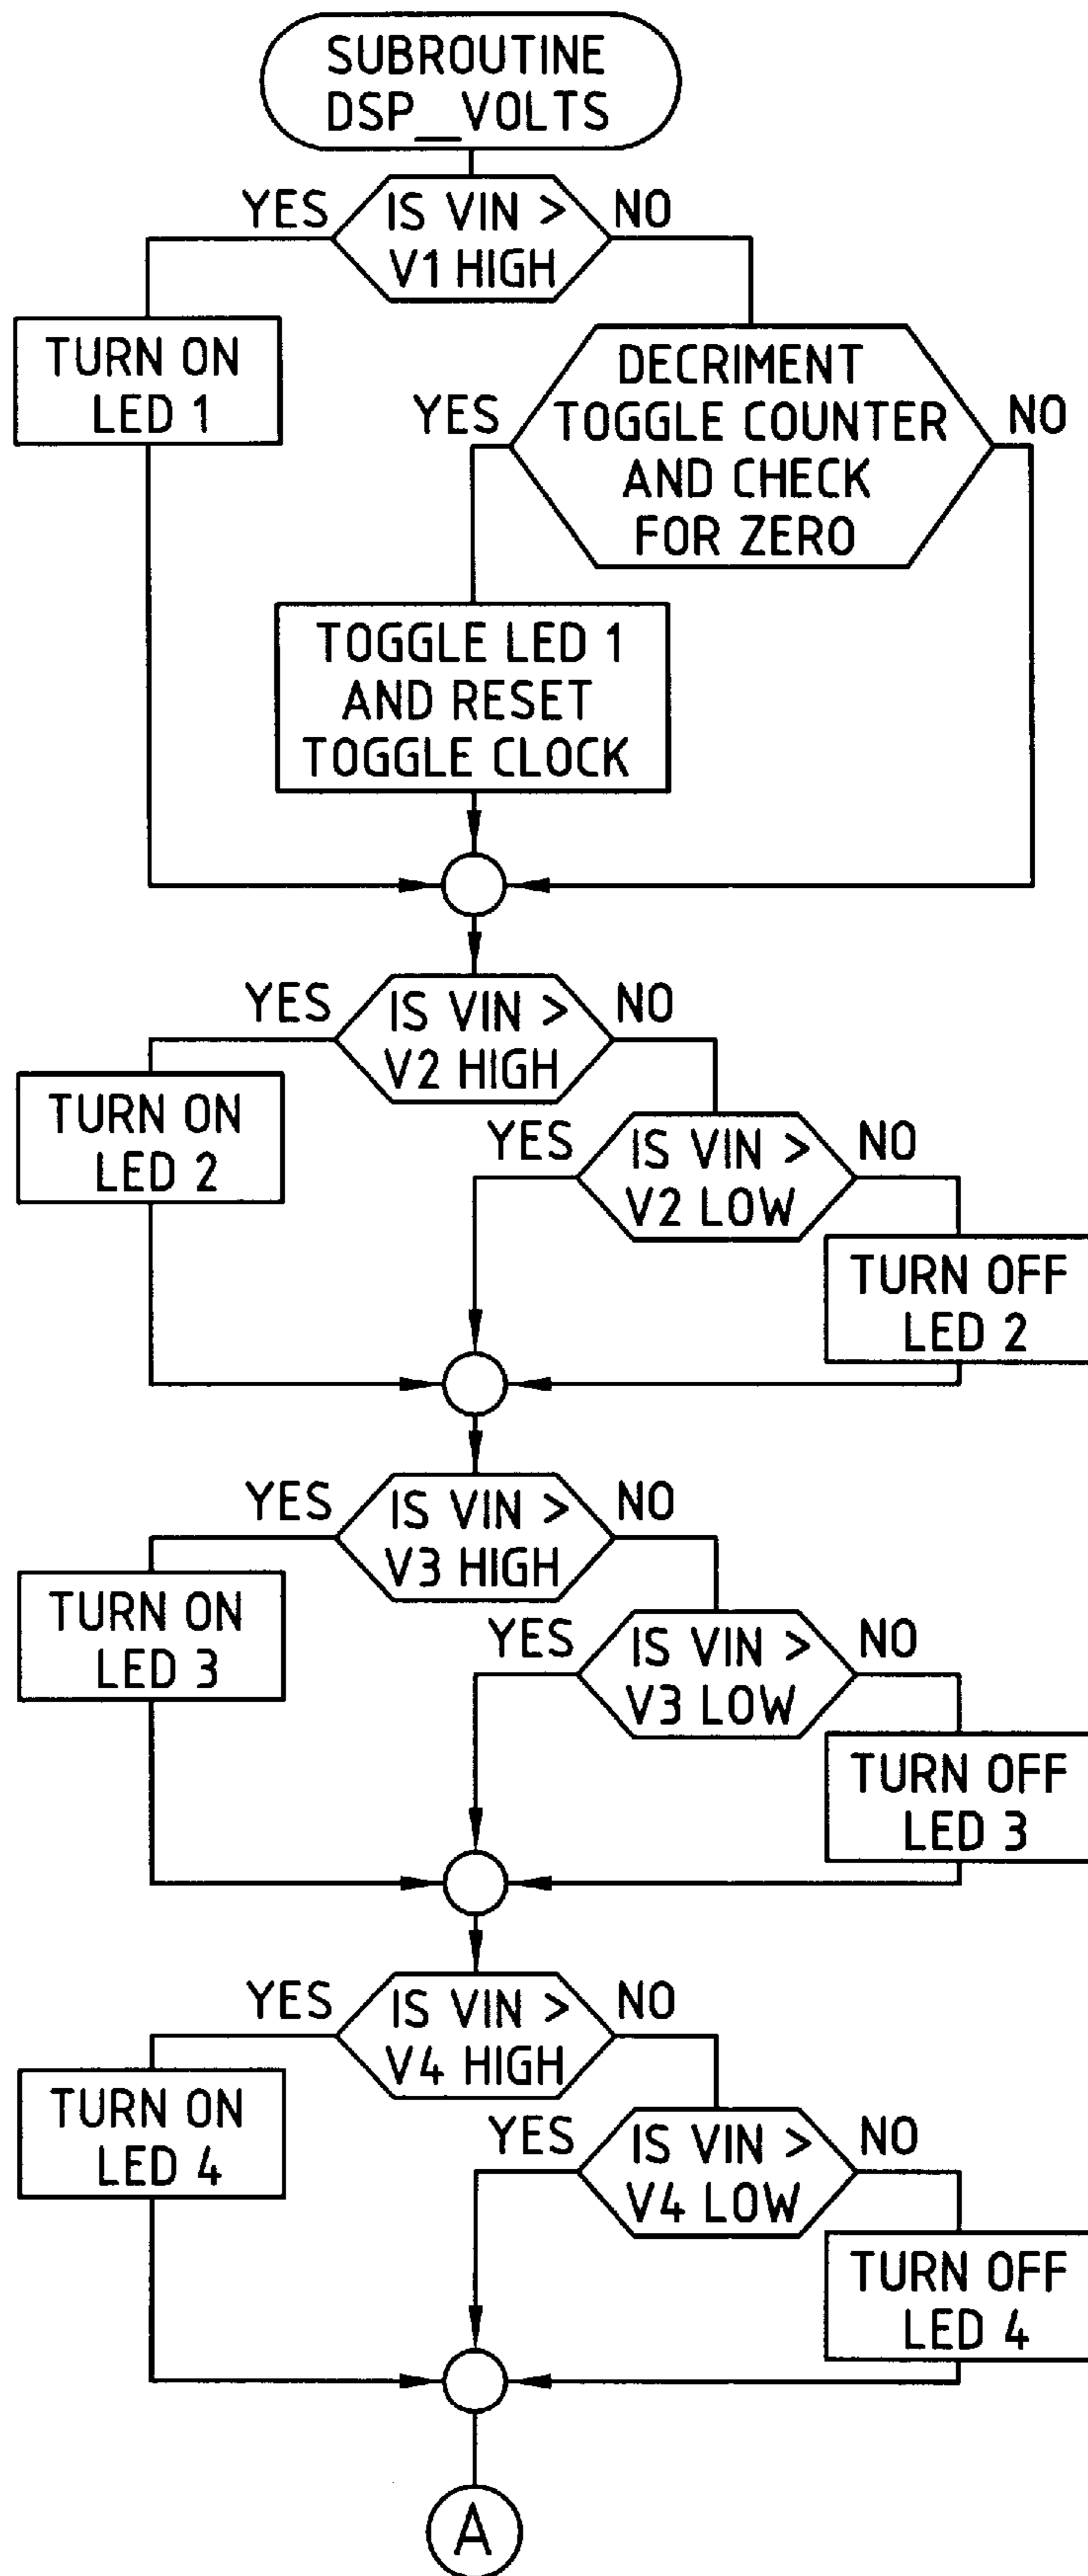 SUBROUTINE
DSP__VOLTS
YES
IS VIN >
V1 HIGH
NO
TURN ON
LED 1
YES
DECRIMENT
TOGGLE COUNTER
AND CHECK
FOR ZERO
NO
TOGGLE LED 1
AND RESET
TOGGLE CLOCK
YES
IS VIN >
V2 HIGH
NO
TURN ON
LED 2
YES
IS VIN >
V2 LOW
NO
TURN OFF
LED 2
YES
IS VIN >
V3 HIGH
NO
TURN ON
LED 3
YES
IS VIN >
V3 LOW
NO
TURN OFF
LED 3
YES
IS VIN >
V4 HIGH
NO
TURN ON
LED 4
YES
IS VIN >
V4 LOW
NO
TURN OFF
LED 4
A